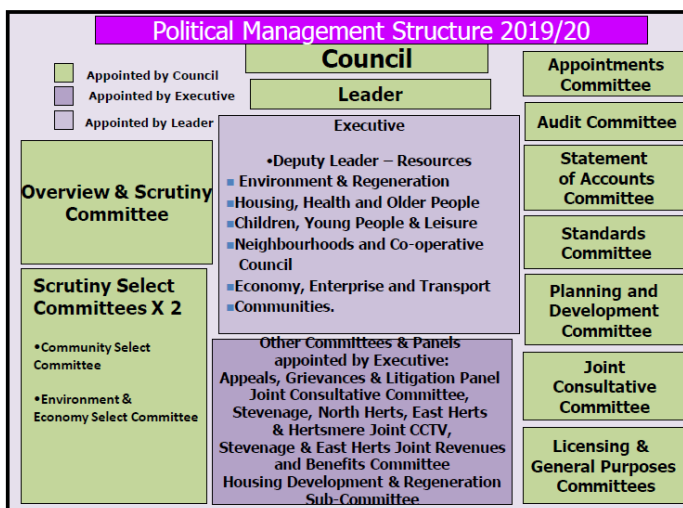 Political Management Structure 2019/20
Appointed by Council
Appointed by Executive
Appointed by Leader
Council
Leader
Overview & Scrutiny
Committee
Scrutiny Select
Committees X 2
•Community Select
Committee
•Environment &
Economy Select Committee
Executive
•Deputy Leader – Resources
Environment & Regeneration
Housing, Health and Older People
Children, Young People & Leisure
Neighbourhoods and Co-operative
Council
Economy, Enterprise and Transport
Communities.
Other Committees & Panels
appointed by Executive:
Appeals, Grievances & Litigation Panel
Joint Consultative Committee,
Stevenage, North Herts, East Herts
& Hertsmere Joint CCTV,
Stevenage & East Herts Joint Revenues
and Benefits Committee
Housing Development & Regeneration
Sub-Committee
Appointments
Committee
Audit Committee
Statement
of Accounts
Committee
Standards
Committee
Planning and
Development
Committee
Joint
Consultative
Committee
Licensing &
General Purposes
Committees